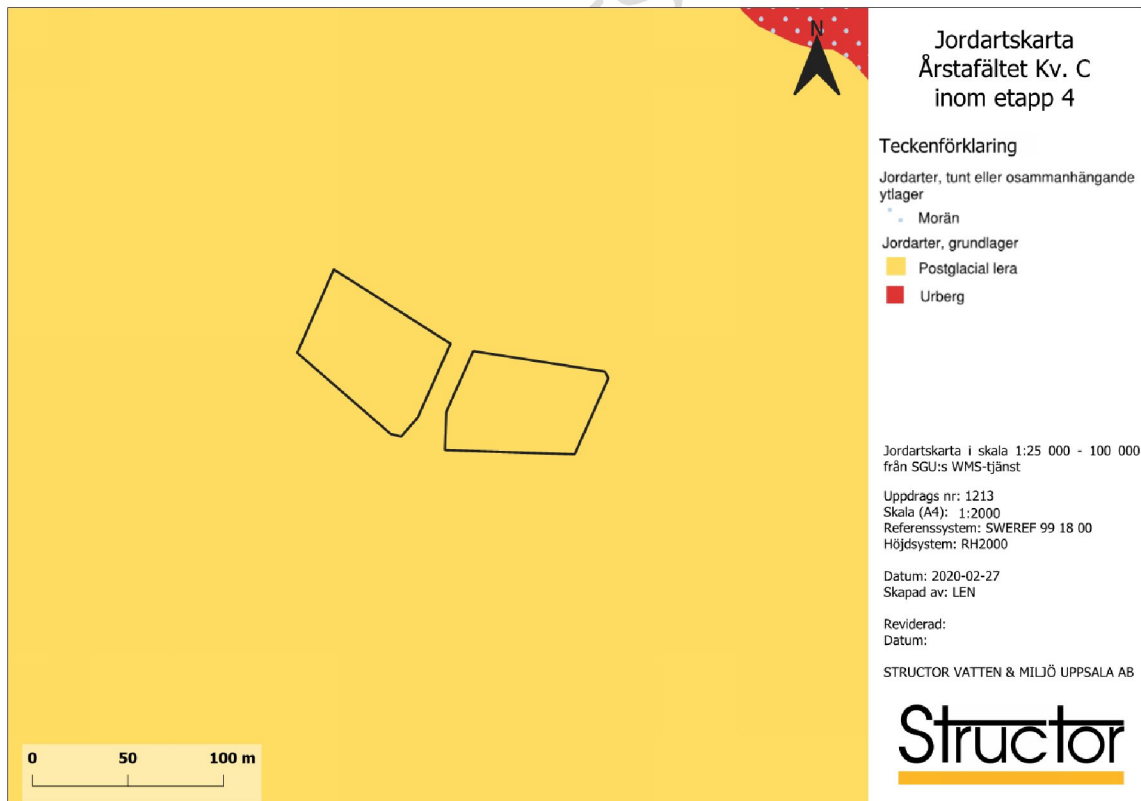 N
Jordartskarta
Årstafältet Kv. C
inom etapp 4
Teckenförklaring
Jordarter, tunt eller osammanhängande
ytlager
Morän
Jordarter, grundlager
Postglacial lera
Urberg
Jordartskarta i skala 1:25 000 - 100 000
från SGU:s WMS-tjänst
Uppdrags nr: 1213
Skala (A4): 1:2000
Referenssystem: SWEREF 99 18 00
Höjdsystem: RH2000
Datum: 2020-02-27
Skapad av: LEN
Reviderad:
Datum:
STRUCTOR VATTEN & MILJÖ UPPSALA AB
Structor
0 50 100 m